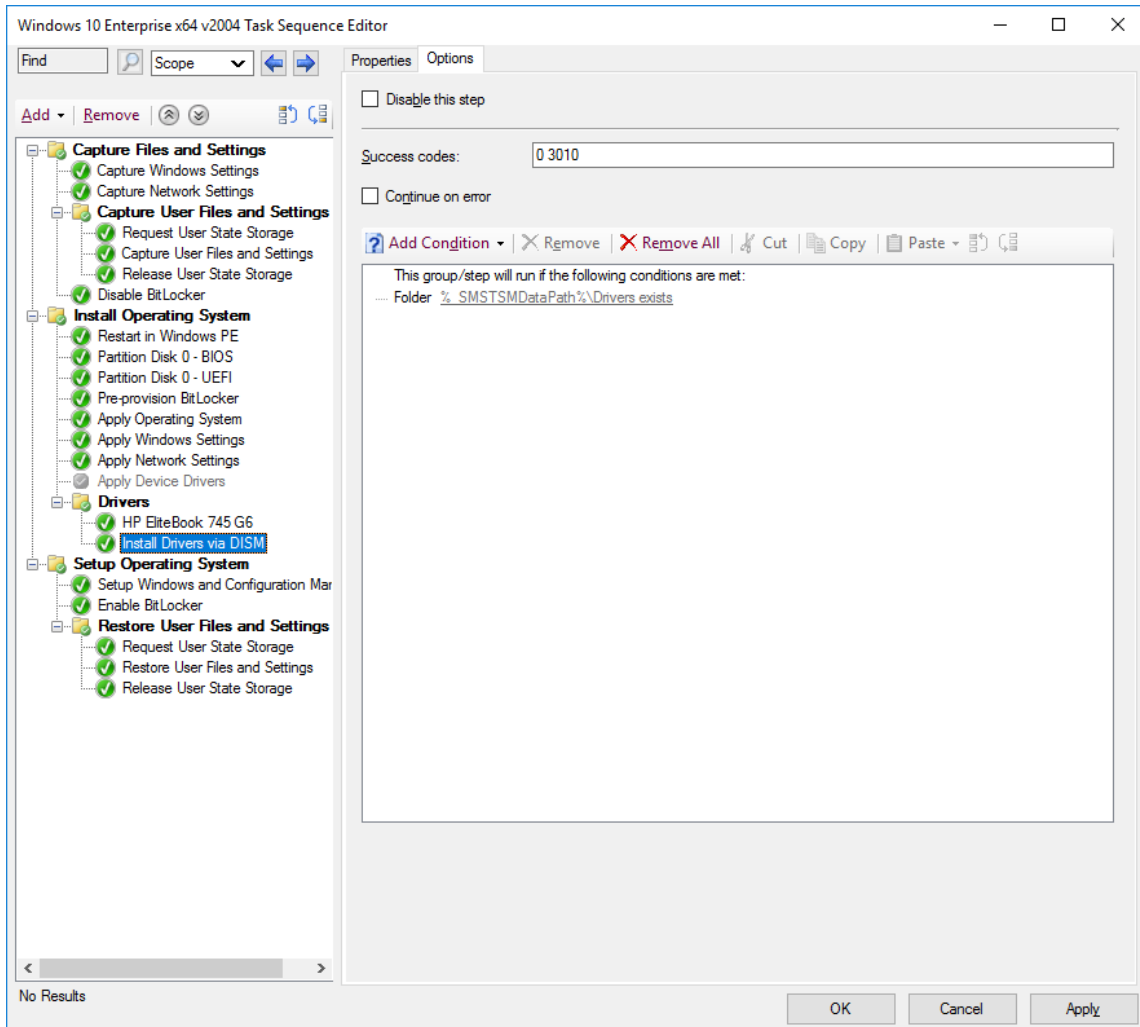 Windows 10 Enterprise x64 v2004 Task Sequence Editor
Find
Scope
Properties
Options
Add
Remove
Disable this step
Success codes:
0 3010
Continue on error
Add Condition
Remove
Remove All
Cut
Copy
Paste
This group/step will run if the following conditions are met:
Folder %_SMSTSMDataPath%\Drivers exists
Capture Files and Settings
Capture Windows Settings
Capture Network Settings
Capture User Files and Settings
Request User State Storage
Capture User Files and Settings
Release User State Storage
Disable BitLocker
Install Operating System
Restart in Windows PE
Partition Disk 0 - BIOS
Partition Disk 0 - UEFI
Pre-provision BitLocker
Apply Operating System
Apply Windows Settings
Apply Network Settings
Apply Device Drivers
Drivers
HP EliteBook 745 G6
Install Drivers via DISM
Setup Operating System
Setup Windows and Configuration Mar
Enable BitLocker
Restore User Files and Settings
Request User State Storage
Restore User Files and Settings
Release User State Storage
No Results
OK
Cancel
Apply